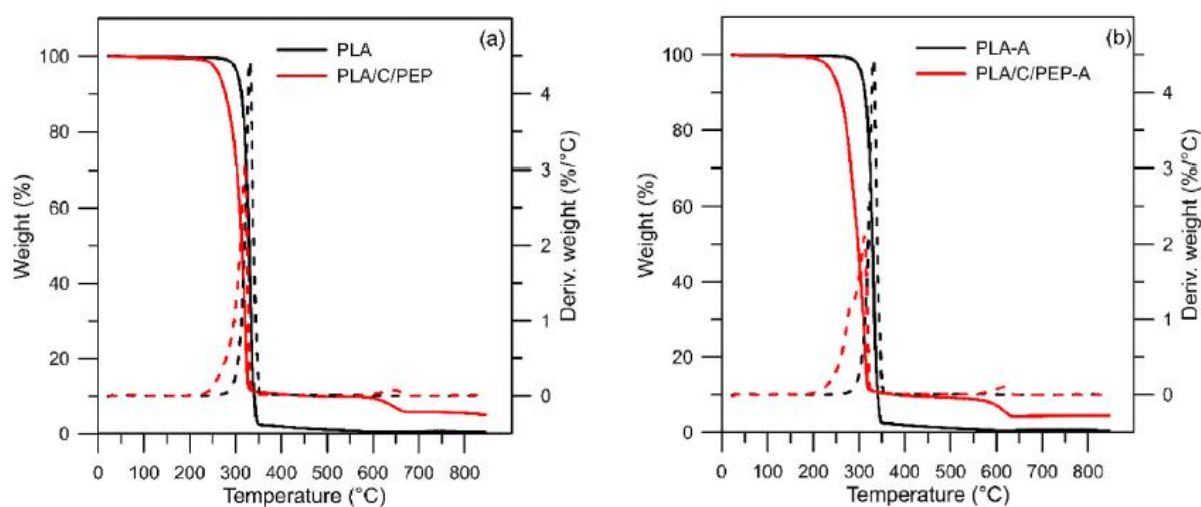 (a)
PLA
PLA/C/PEP
100
80
60
40
20
0
Weight (%)
4
3
2
1
0
Deriv. weight (%/°C)
0 100 200 300 400 500 600 700 800
Temperature (°C)
(b)
PLA-A
PLA/C/PEP-A
100
80
60
40
20
0
Weight (%)
4
3
2
1
0
Deriv. weight (%/°C)
0 100 200 300 400 500 600 700 800
Temperature (°C)